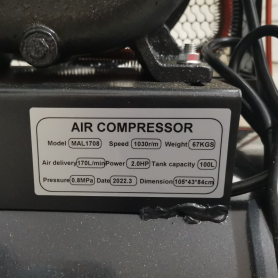 AIR COMPRESSOR
Model MAL1708 Speed 1030r/m Weight 67KGS
Air delivery 170L/min Power 2.0HP Tank capacity 100L
Pressure 0.8MPa Date 2022.3 Dimension 105*43*84cm